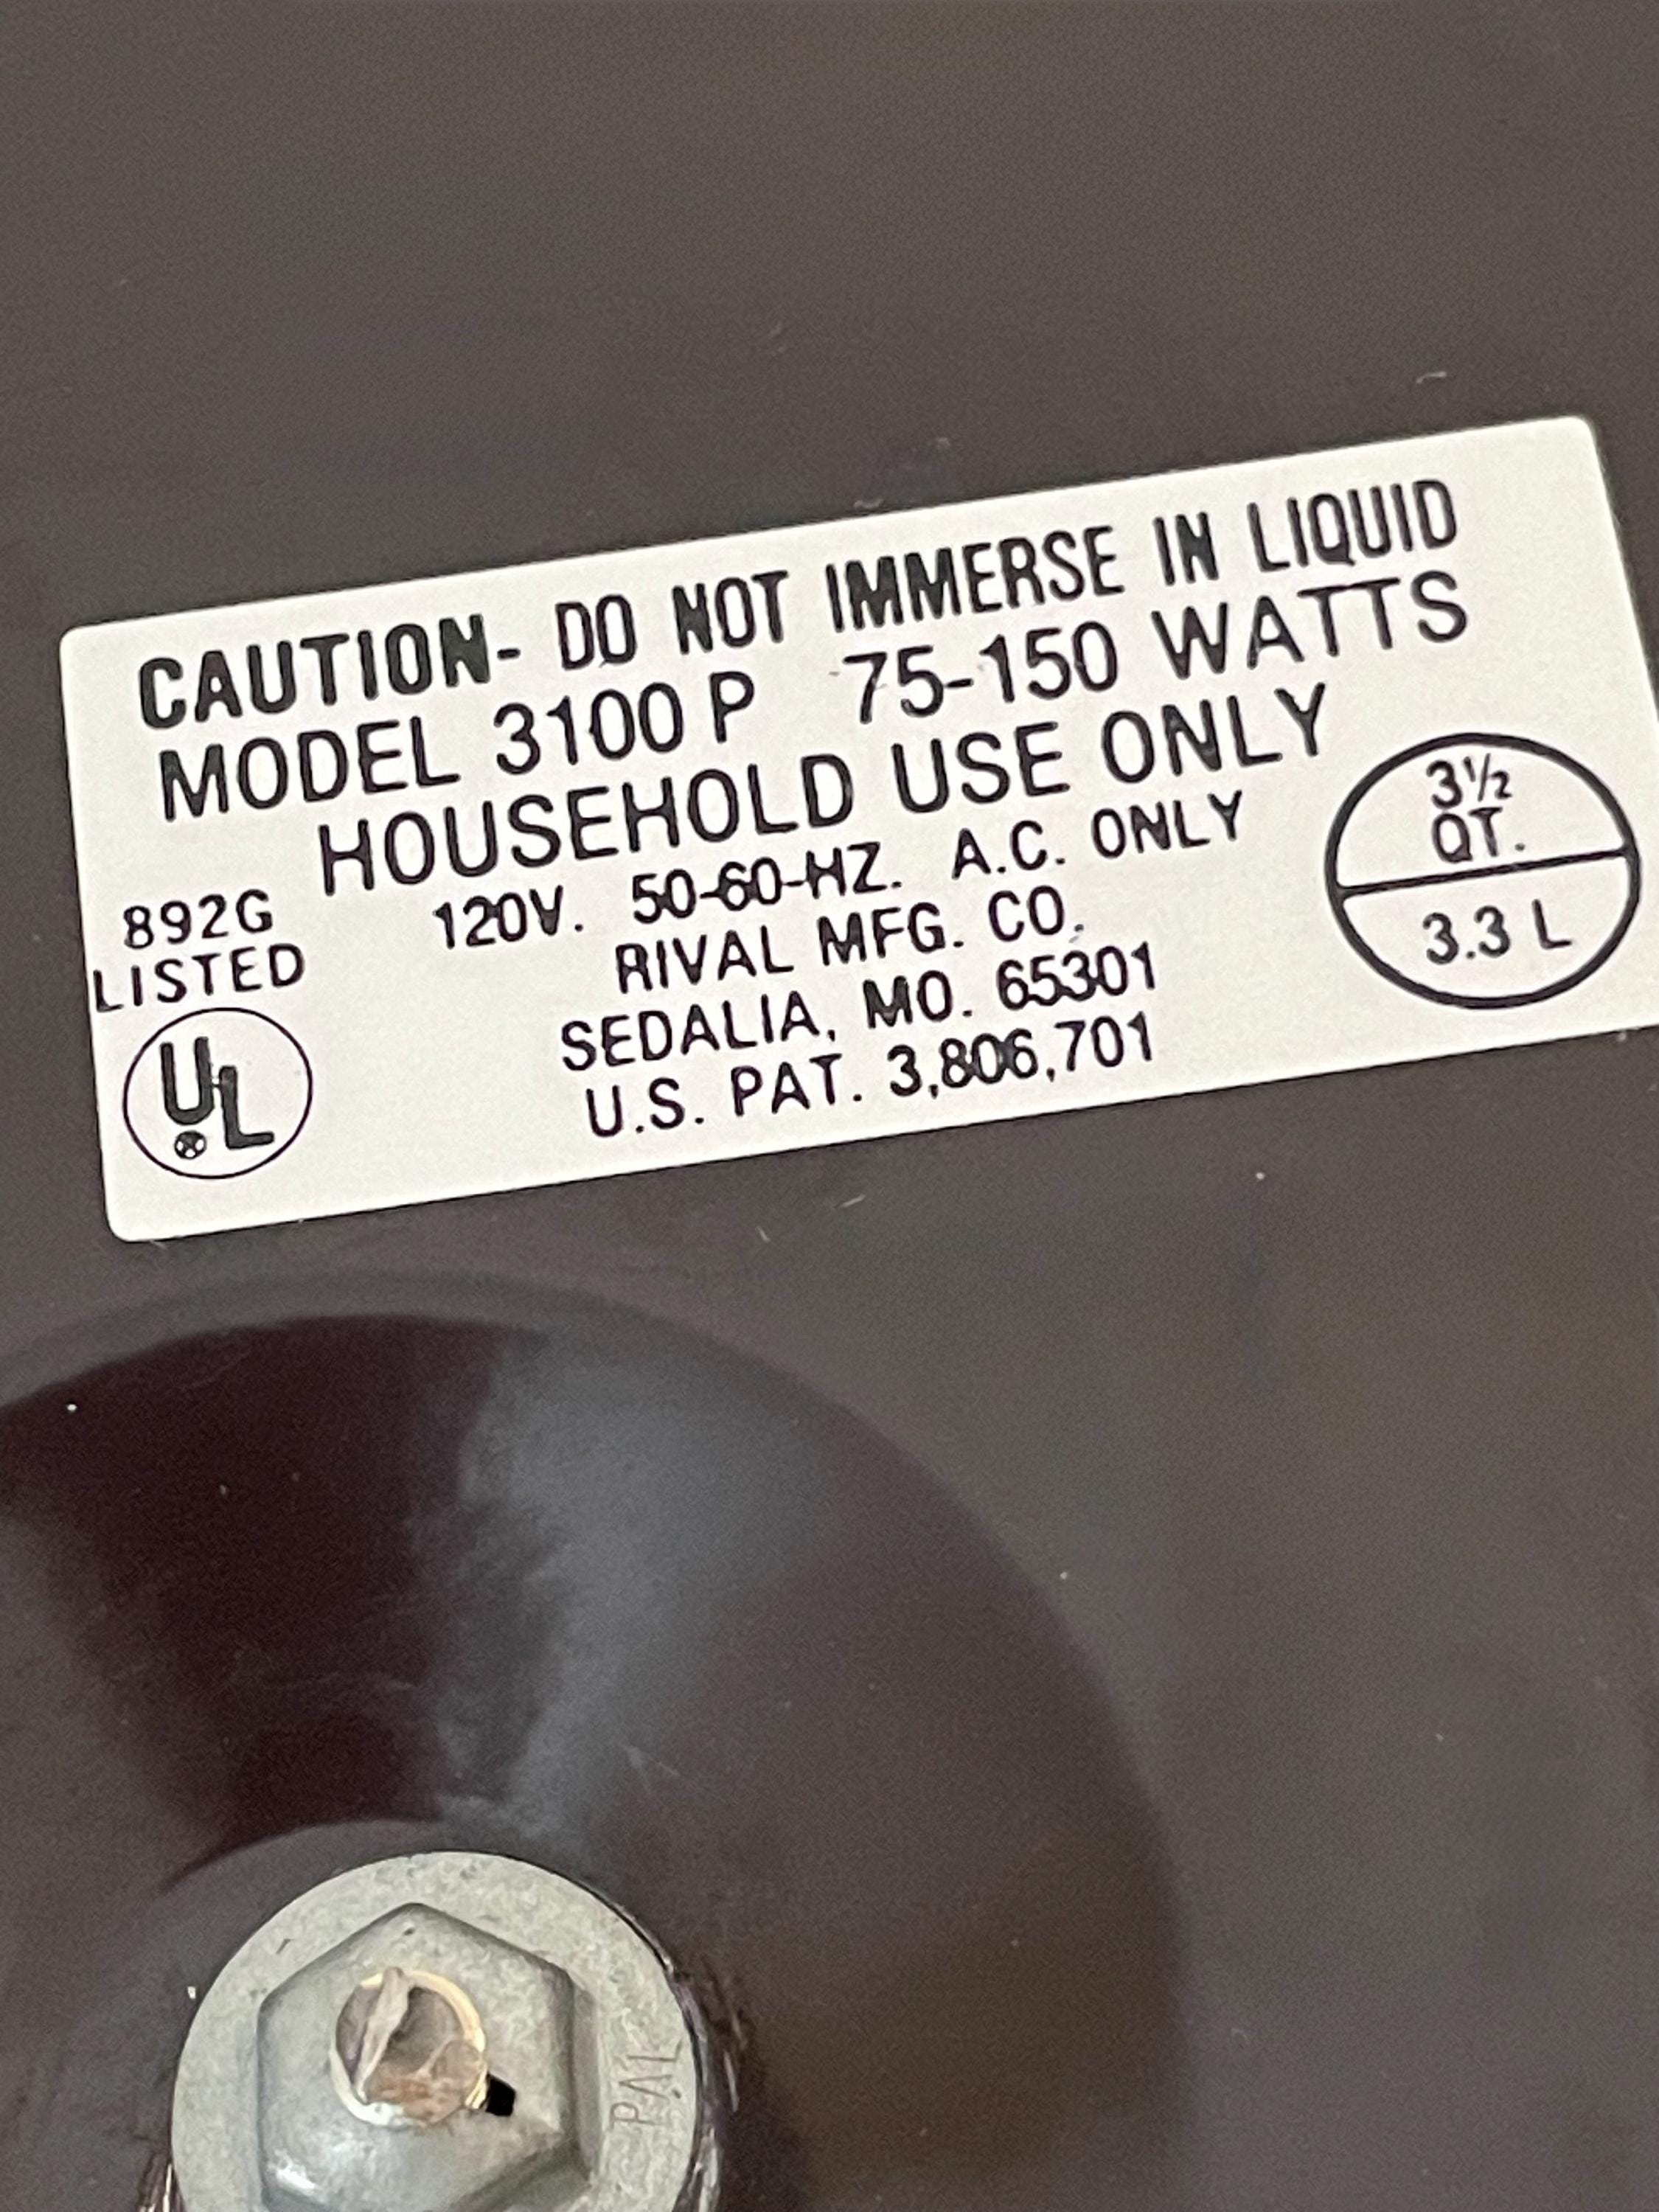 CAUTION- DO NOT IMMERSE IN LIQUID
MODEL 3100 P 75-150 WATTS
HOUSEHOLD USE ONLY
120V. 50-60-HZ. A.C. ONLY
RIVAL MFG. CO.
SEDALIA, MO. 65301
U.S. PAT. 3,806,701
892G
LISTED
UL
3½
QT.
3.3 L
PAL